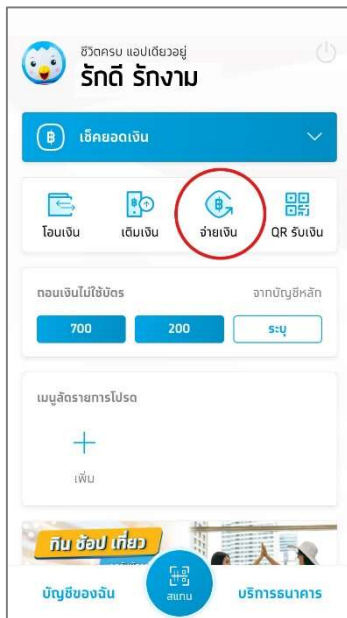 ชีวิตครบ แอปเดียวอยู่
รักดี รักงาม
฿ เช็คยอดเงิน
โอนเงิน เติมเงิน จ่ายเงิน QR รับเงิน
ถอนเงินไม่ใช้บัตร จากบัญชีหลัก
700 200 ระบุ
เมนูลัดรายการโปรด
เพิ่ม
กิน ช้อป เที่ยว
บัญชีของฉัน สแกน บริการธนาคาร